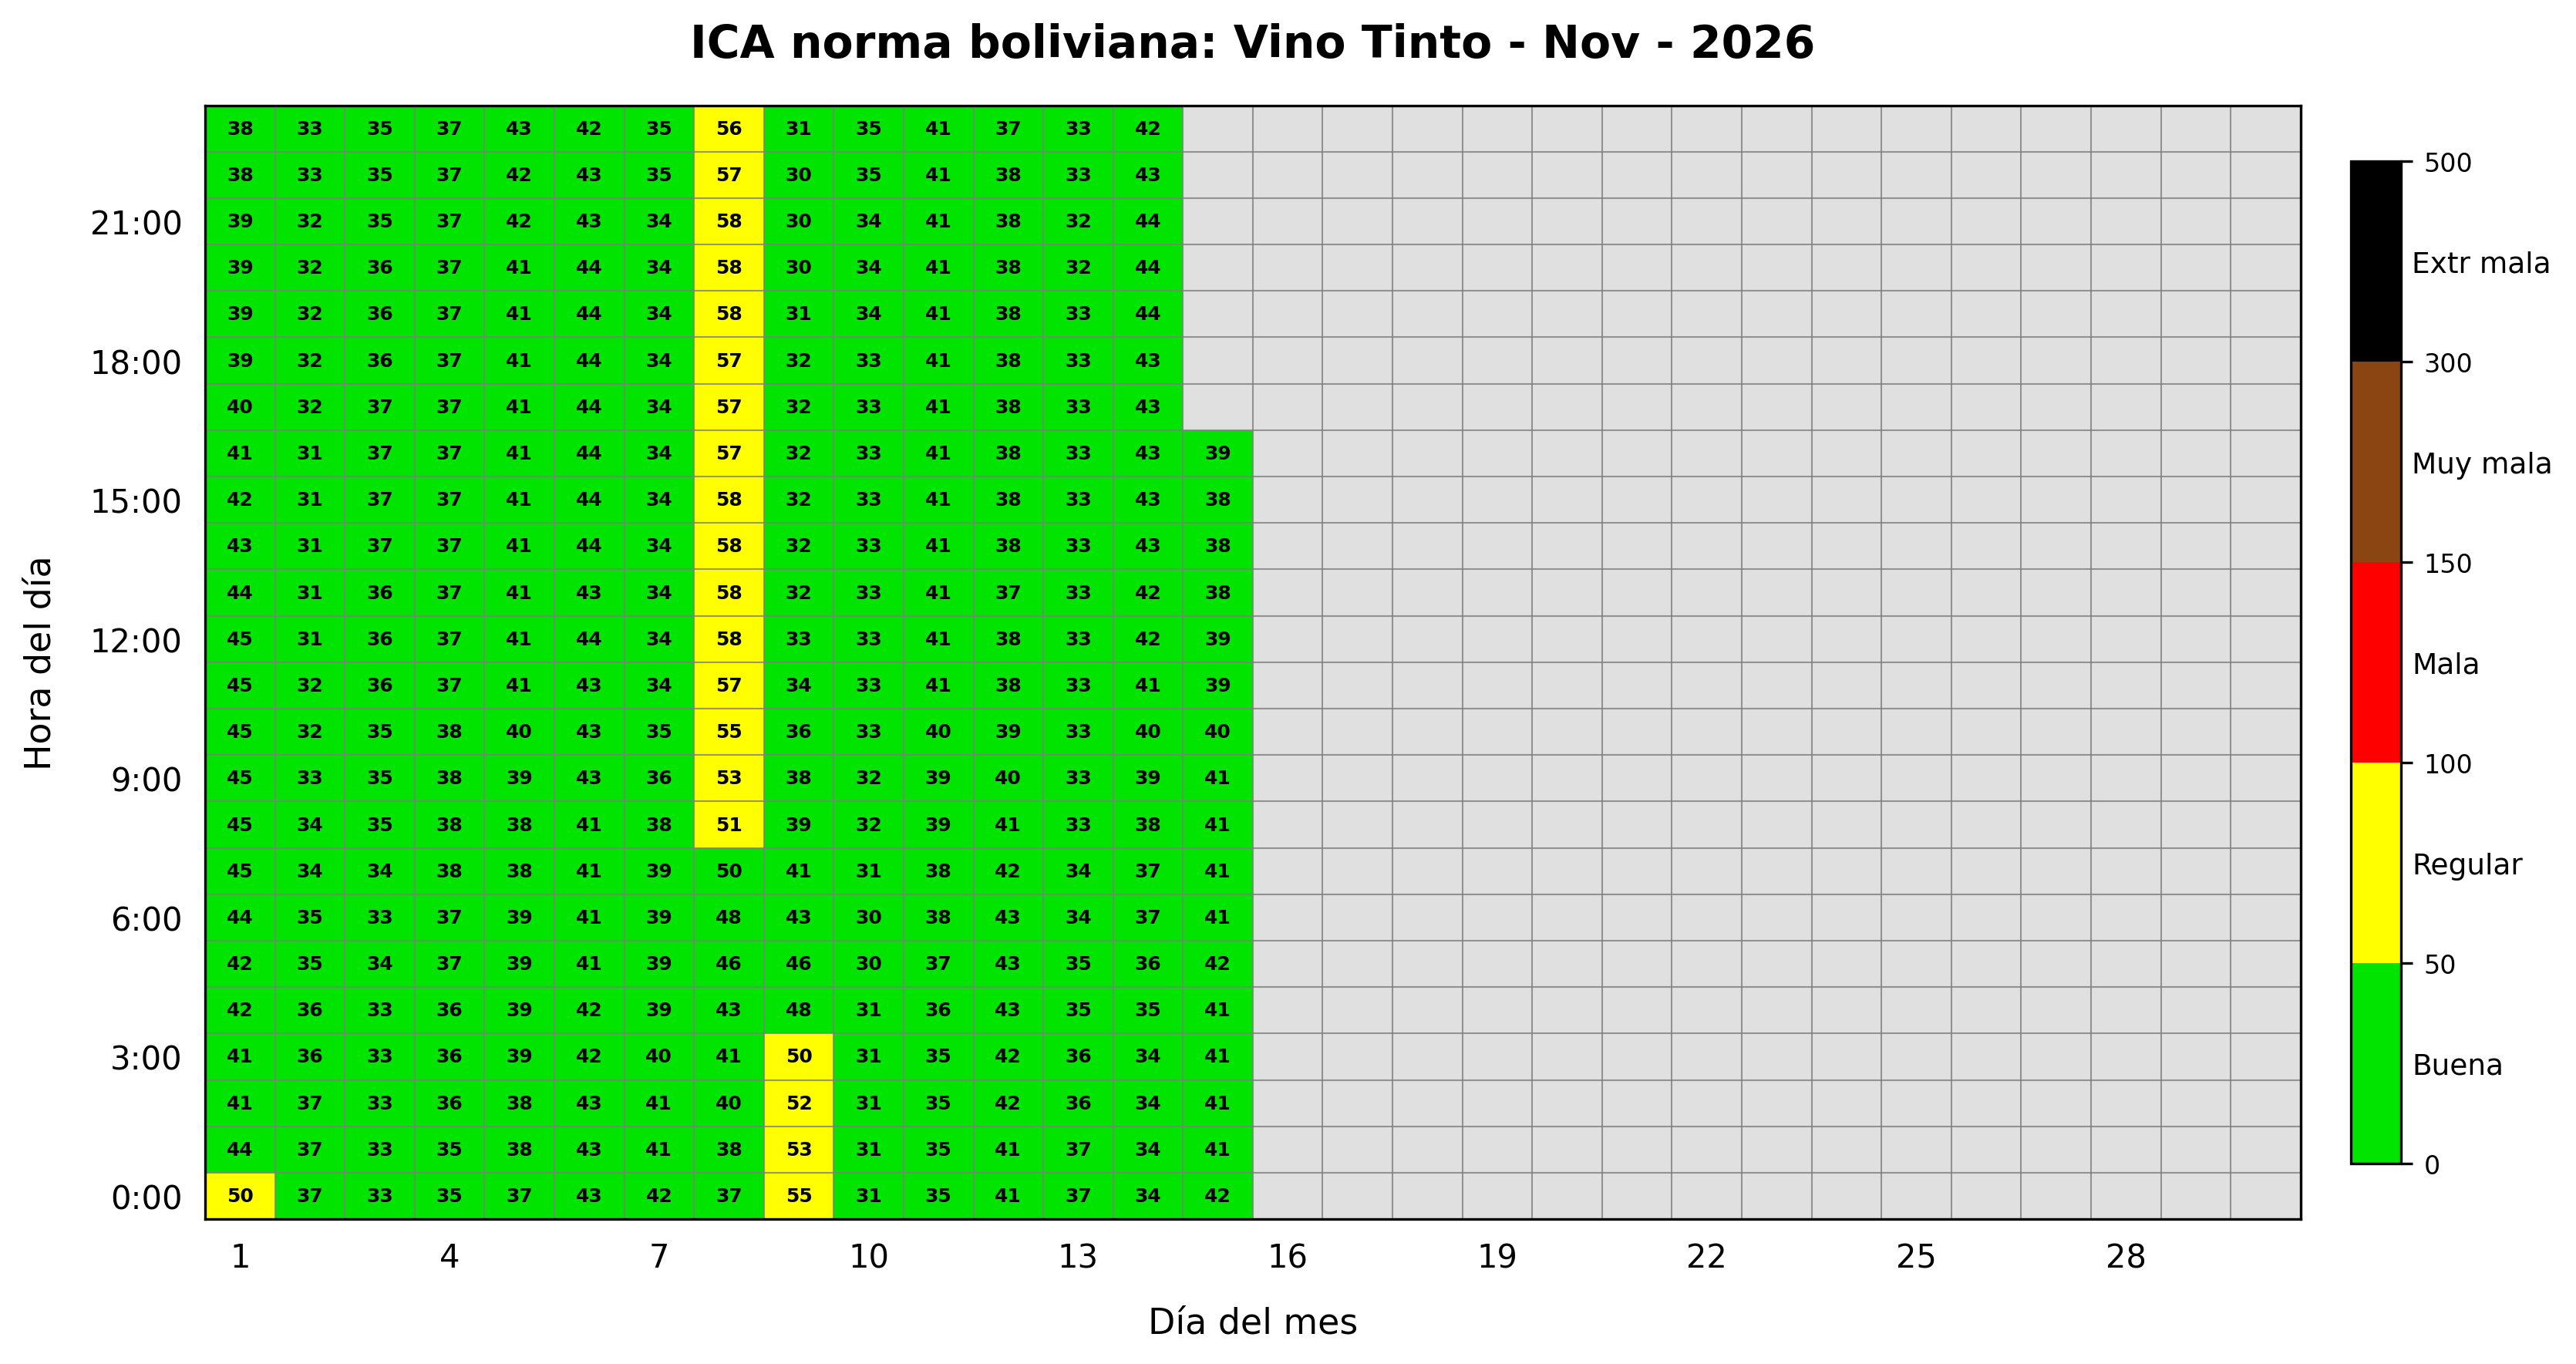 ICA norma boliviana: Vino Tinto - Nov - 2026
38 33 35 37 43 42 35 56 31 35 41 37 33 42
38 33 35 37 42 43 35 57 30 35 41 38 33 43
21:00 39 32 35 37 42 43 34 58 30 34 41 38 32 44
39 32 36 37 41 44 34 58 30 34 41 38 32 44
39 32 36 37 41 44 34 58 31 34 41 38 33 44
18:00 39 32 36 37 41 44 34 57 32 33 41 38 33 43
40 32 37 37 41 44 34 57 32 33 41 38 33 43
41 31 37 37 41 44 34 57 32 33 41 38 33 43 39
15:00 42 31 37 37 41 44 34 58 32 33 41 38 33 43 38
43 31 37 37 41 44 34 58 32 33 41 38 33 43 38
44 31 36 37 41 43 34 58 32 33 41 37 33 42 38
12:00 45 31 36 37 41 44 34 58 33 33 41 38 33 42 39
45 32 36 37 41 43 34 57 34 33 41 38 33 41 39
45 32 35 38 40 43 35 55 36 33 40 39 33 40 40
9:00 45 33 35 38 39 43 36 53 38 32 39 40 33 39 41
45 34 35 38 38 41 38 51 39 32 39 41 33 38 41
45 34 34 38 38 41 39 50 41 31 38 42 34 37 41
6:00 44 35 33 37 39 41 39 48 43 30 38 43 34 37 41
42 35 34 37 39 41 39 46 46 30 37 43 35 36 42
42 36 33 36 39 42 39 43 48 31 36 43 35 35 41
3:00 41 36 33 36 39 42 40 41 50 31 35 42 36 34 41
41 37 33 36 38 43 41 40 52 31 35 42 36 34 41
44 37 33 35 38 43 41 38 53 31 35 41 37 34 41
0:00 50 37 33 35 37 43 42 37 55 31 35 41 37 34 42
1 4 7 10 13 16 19 22 25 28
Día del mes
Hora del día
500
Extr mala
300
Muy mala
150
Mala
100
Regular
50
Buena
0